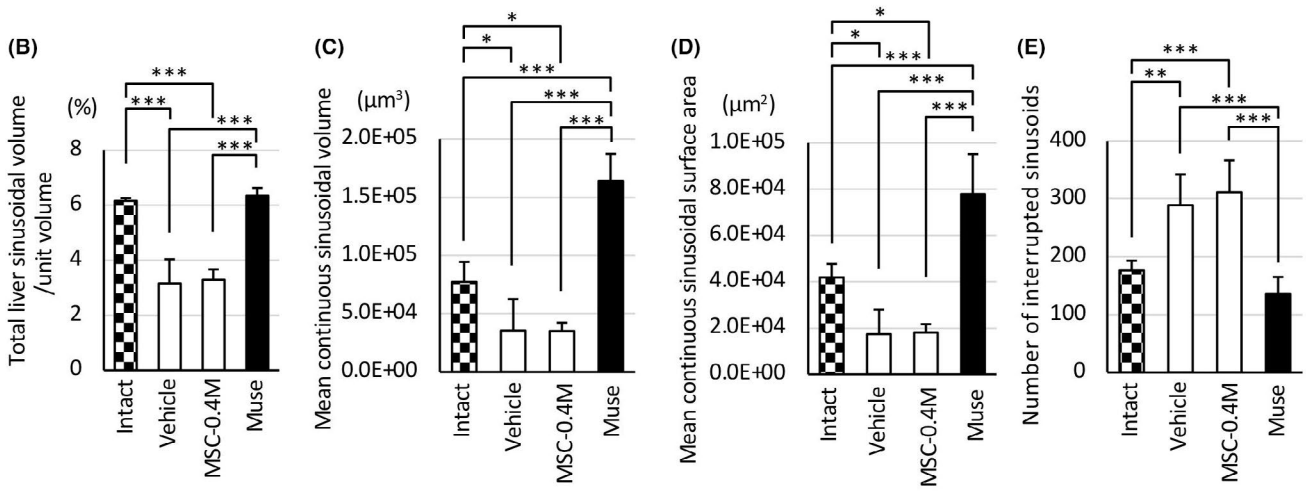 (B)
Total liver sinusoidal volume
/unit volume
(%)
8
6
4
2
0
***
***
***
***
Intact
Vehicle
MSC-0.4M
Muse
(C)
Mean continuous sinusoidal volume
(µm3)
2.0E+05
1.5E+05
1.0E+05
5.0E+04
0.0E+00
*
*
***
***
***
Intact
Vehicle
MSC-0.4M
Muse
(D)
Mean continuous sinusoidal surface area
(µm2)
1.0E+05
8.0E+04
6.0E+04
4.0E+04
2.0E+04
0.0E+00
*
*
***
***
***
Intact
Vehicle
MSC-0.4M
Muse
(E)
Number of interrupted sinusoids
400
300
200
100
0
***
**
***
***
Intact
Vehicle
MSC-0.4M
Muse